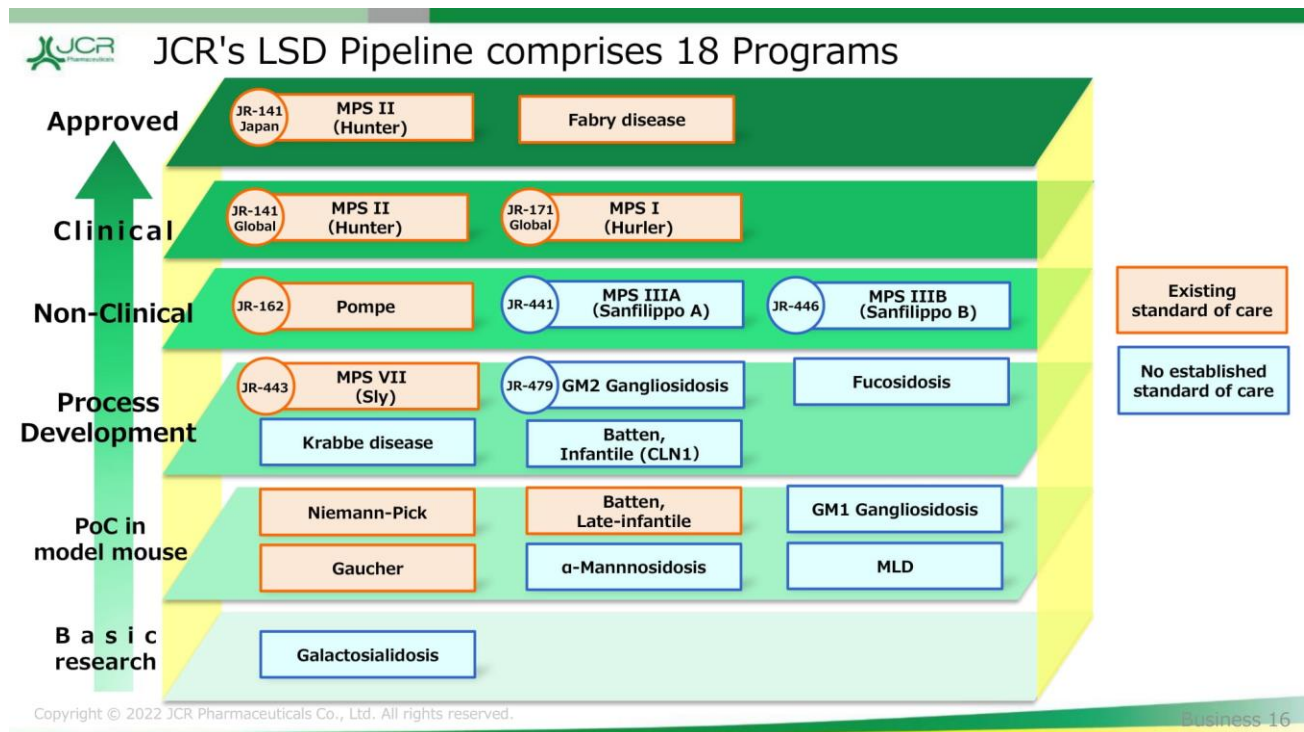 JCR
Pharmaceuticals
JCR's LSD Pipeline comprises 18 Programs
Approved
JR-141
Japan
MPS II
(Hunter)
Fabry disease
Clinical
JR-141
Global
MPS II
(Hunter)
JR-171
Global
MPS I
(Hurler)
Non-Clinical
JR-162
Pompe
JR-441
MPS IIIA
(Sanfilippo A)
JR-446
MPS IIIB
(Sanfilippo B)
Existing
standard of care
No established
standard of care
Process
Development
JR-443
MPS VII
(Sly)
JR-479
GM2 Gangliosidosis
Fucosidosis
Krabbe disease
Batten,
Infantile (CLN1)
PoC in
model mouse
Niemann-Pick
Batten,
Late-infantile
GM1 Gangliosidosis
Gaucher
α-Mannnosidosis
MLD
Basic
research
Galactosialidosis
Copyright © 2022 JCR Pharmaceuticals Co., Ltd. All rights reserved.
Business 16